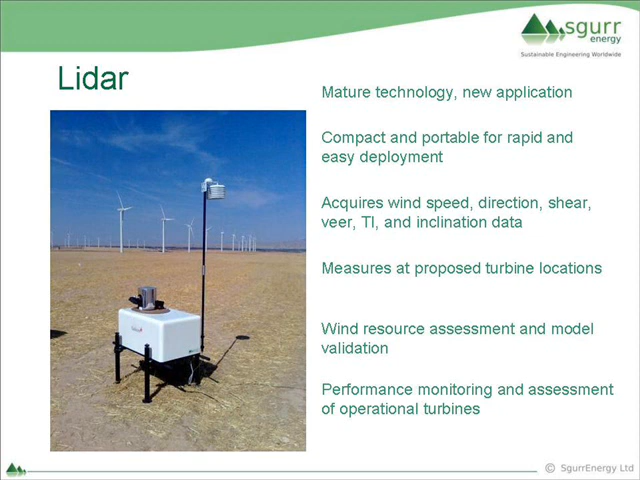 sgurr
energy
Sustainable Engineering Worldwide
Lidar
Mature technology, new application
Compact and portable for rapid and
easy deployment
Acquires wind speed, direction, shear,
veer, TI, and inclination data
Measures at proposed turbine locations
Wind resource assessment and model
validation
Performance monitoring and assessment
of operational turbines
© SgurrEnergy Ltd